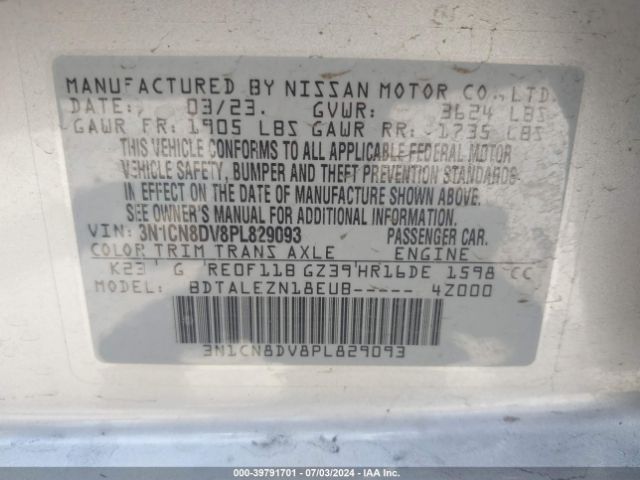 MANUFACTURED BY NISSAN MOTOR CO., LTD.
DATE: 03/23. GVWR: 3624 LBS
GAWR FR: 1905 LBS GAWR RR: 1735 LBS
THIS VEHICLE CONFORMS TO ALL APPLICABLE FEDERAL MOTOR
VEHICLE SAFETY, BUMPER AND THEFT PREVENTION STANDARDS
IN EFFECT ON THE DATE OF MANUFACTURE SHOWN ABOVE.
SEE OWNER'S MANUAL FOR ADDITIONAL INFORMATION.
VIN: 3N1CN8DV8PL829093 PASSENGER CAR.
COLOR TRIM TRANS AXLE ENGINE
K23 G RE0F11B GZ39 HR16DE 1598 CC
MODEL: BDTALEZN18EUB----- 4Z000
3N1CN8DV8PL829093
000-39791701 - 07/03/2024 - IAAI.com